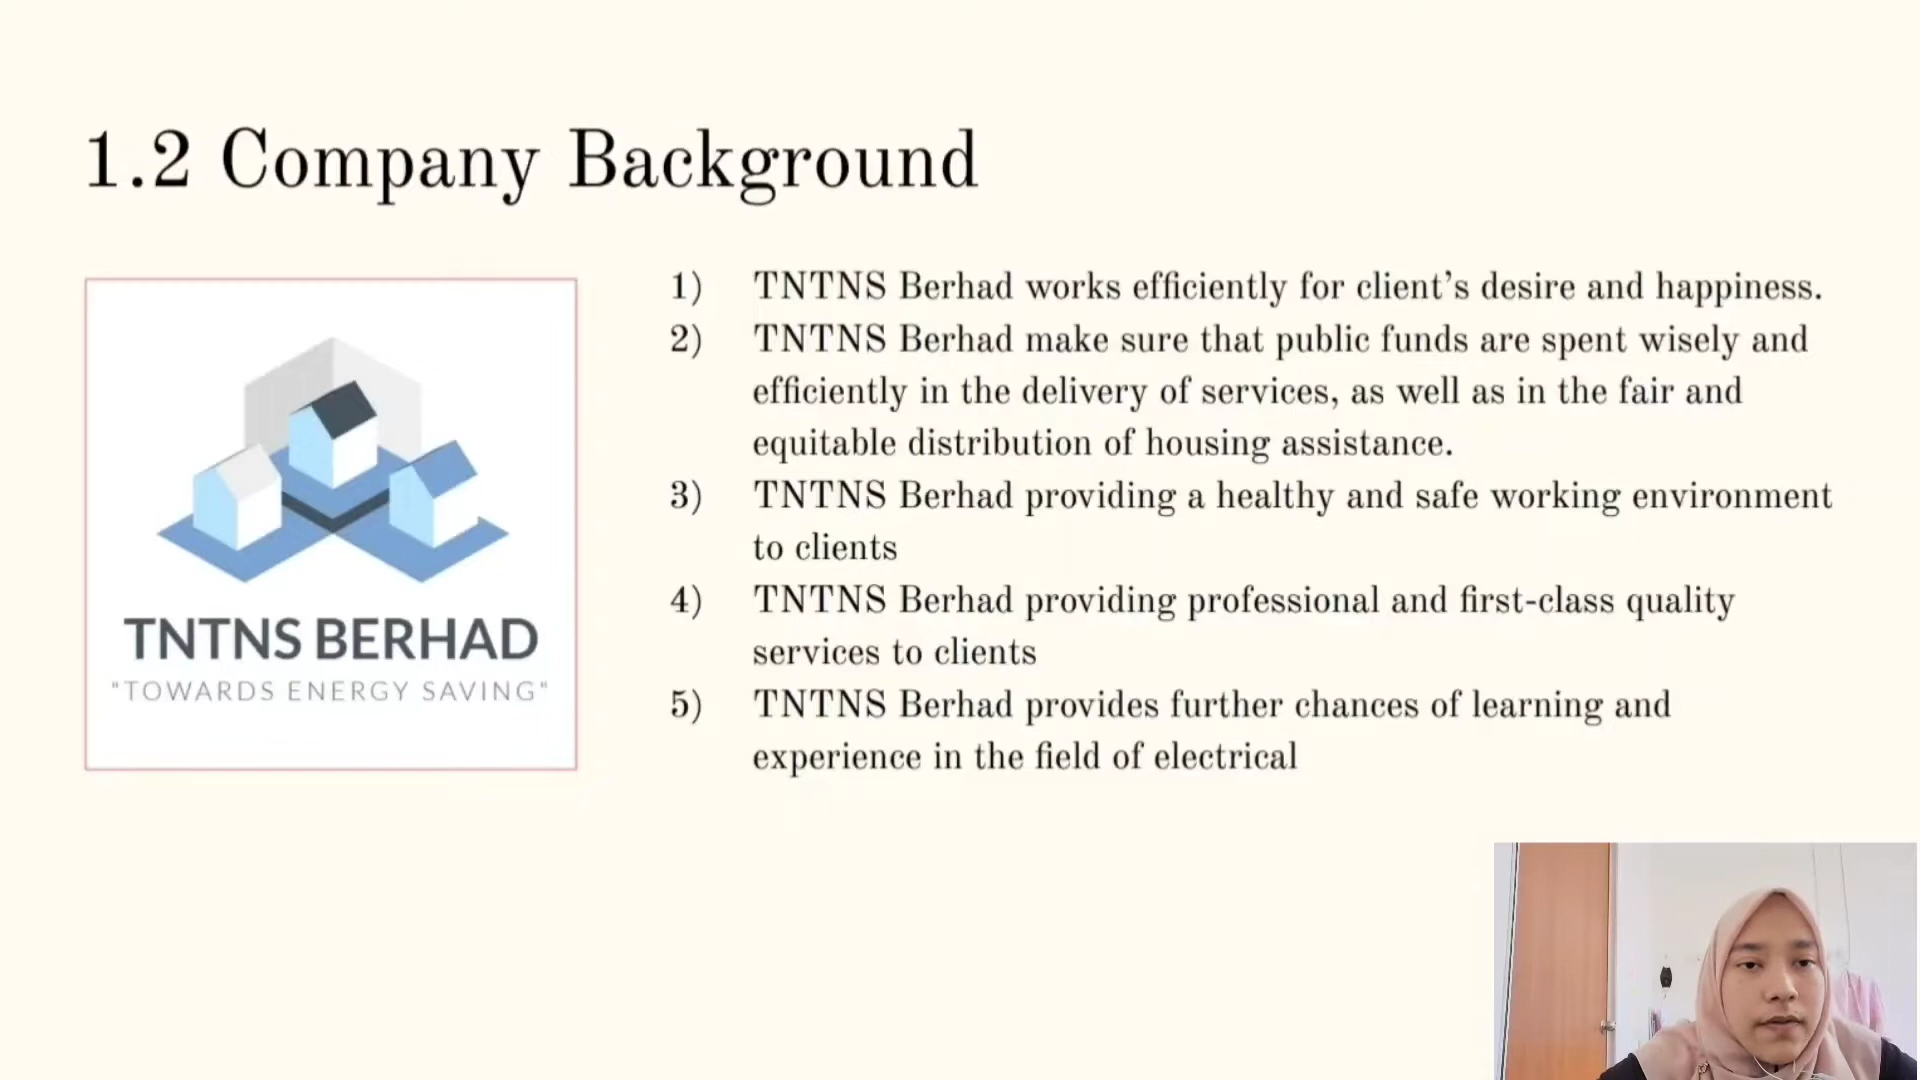 1.2 Company Background
TNTNS BERHAD
"TOWARDS ENERGY SAVING"
1) TNTNS Berhad works efficiently for client’s desire and happiness.
2) TNTNS Berhad make sure that public funds are spent wisely and
efficiently in the delivery of services, as well as in the fair and
equitable distribution of housing assistance.
3) TNTNS Berhad providing a healthy and safe working environment
to clients
4) TNTNS Berhad providing professional and first-class quality
services to clients
5) TNTNS Berhad provides further chances of learning and
experience in the field of electrical